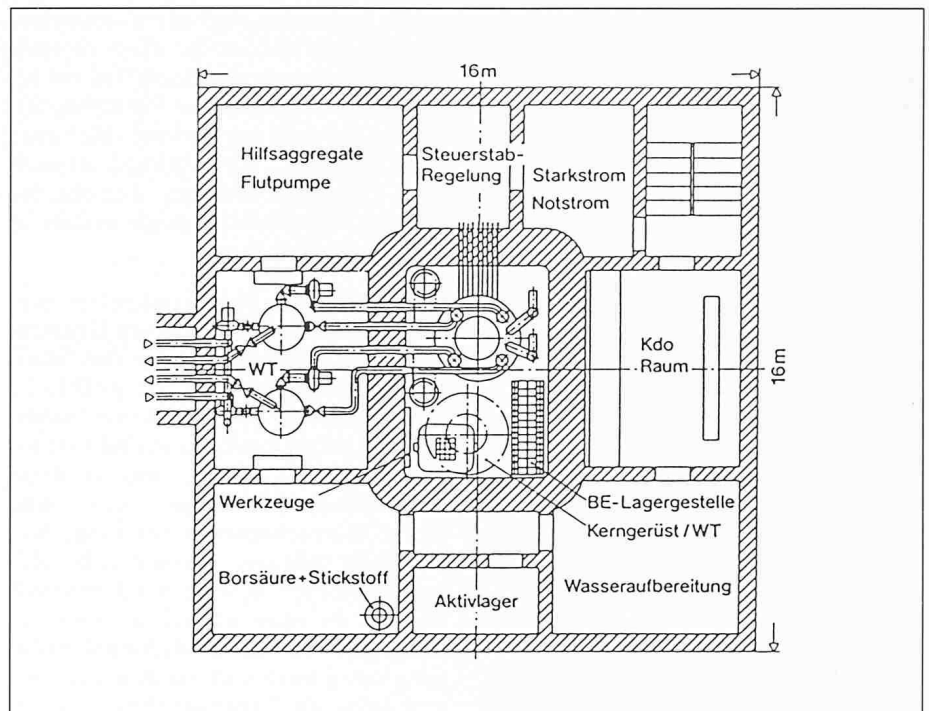 16m
Hilfsaggregate
Flutpumpe
Steuerstab-
Regelung
Starkstrom
Notstrom
WT
Kdo
Raum
16m
Werkzeuge
BE-Lagergestelle
Kerngerüst / WT
Borsäure+Stickstoff
Aktivlager
Wasseraufbereitung